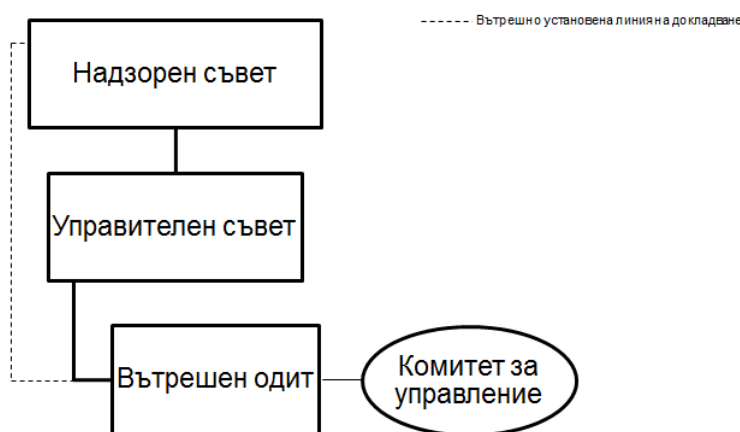 Вътрешно установена линия на докладване
Надзорен съвет
Управителен съвет
Вътрешен одит
Комитет за
управление